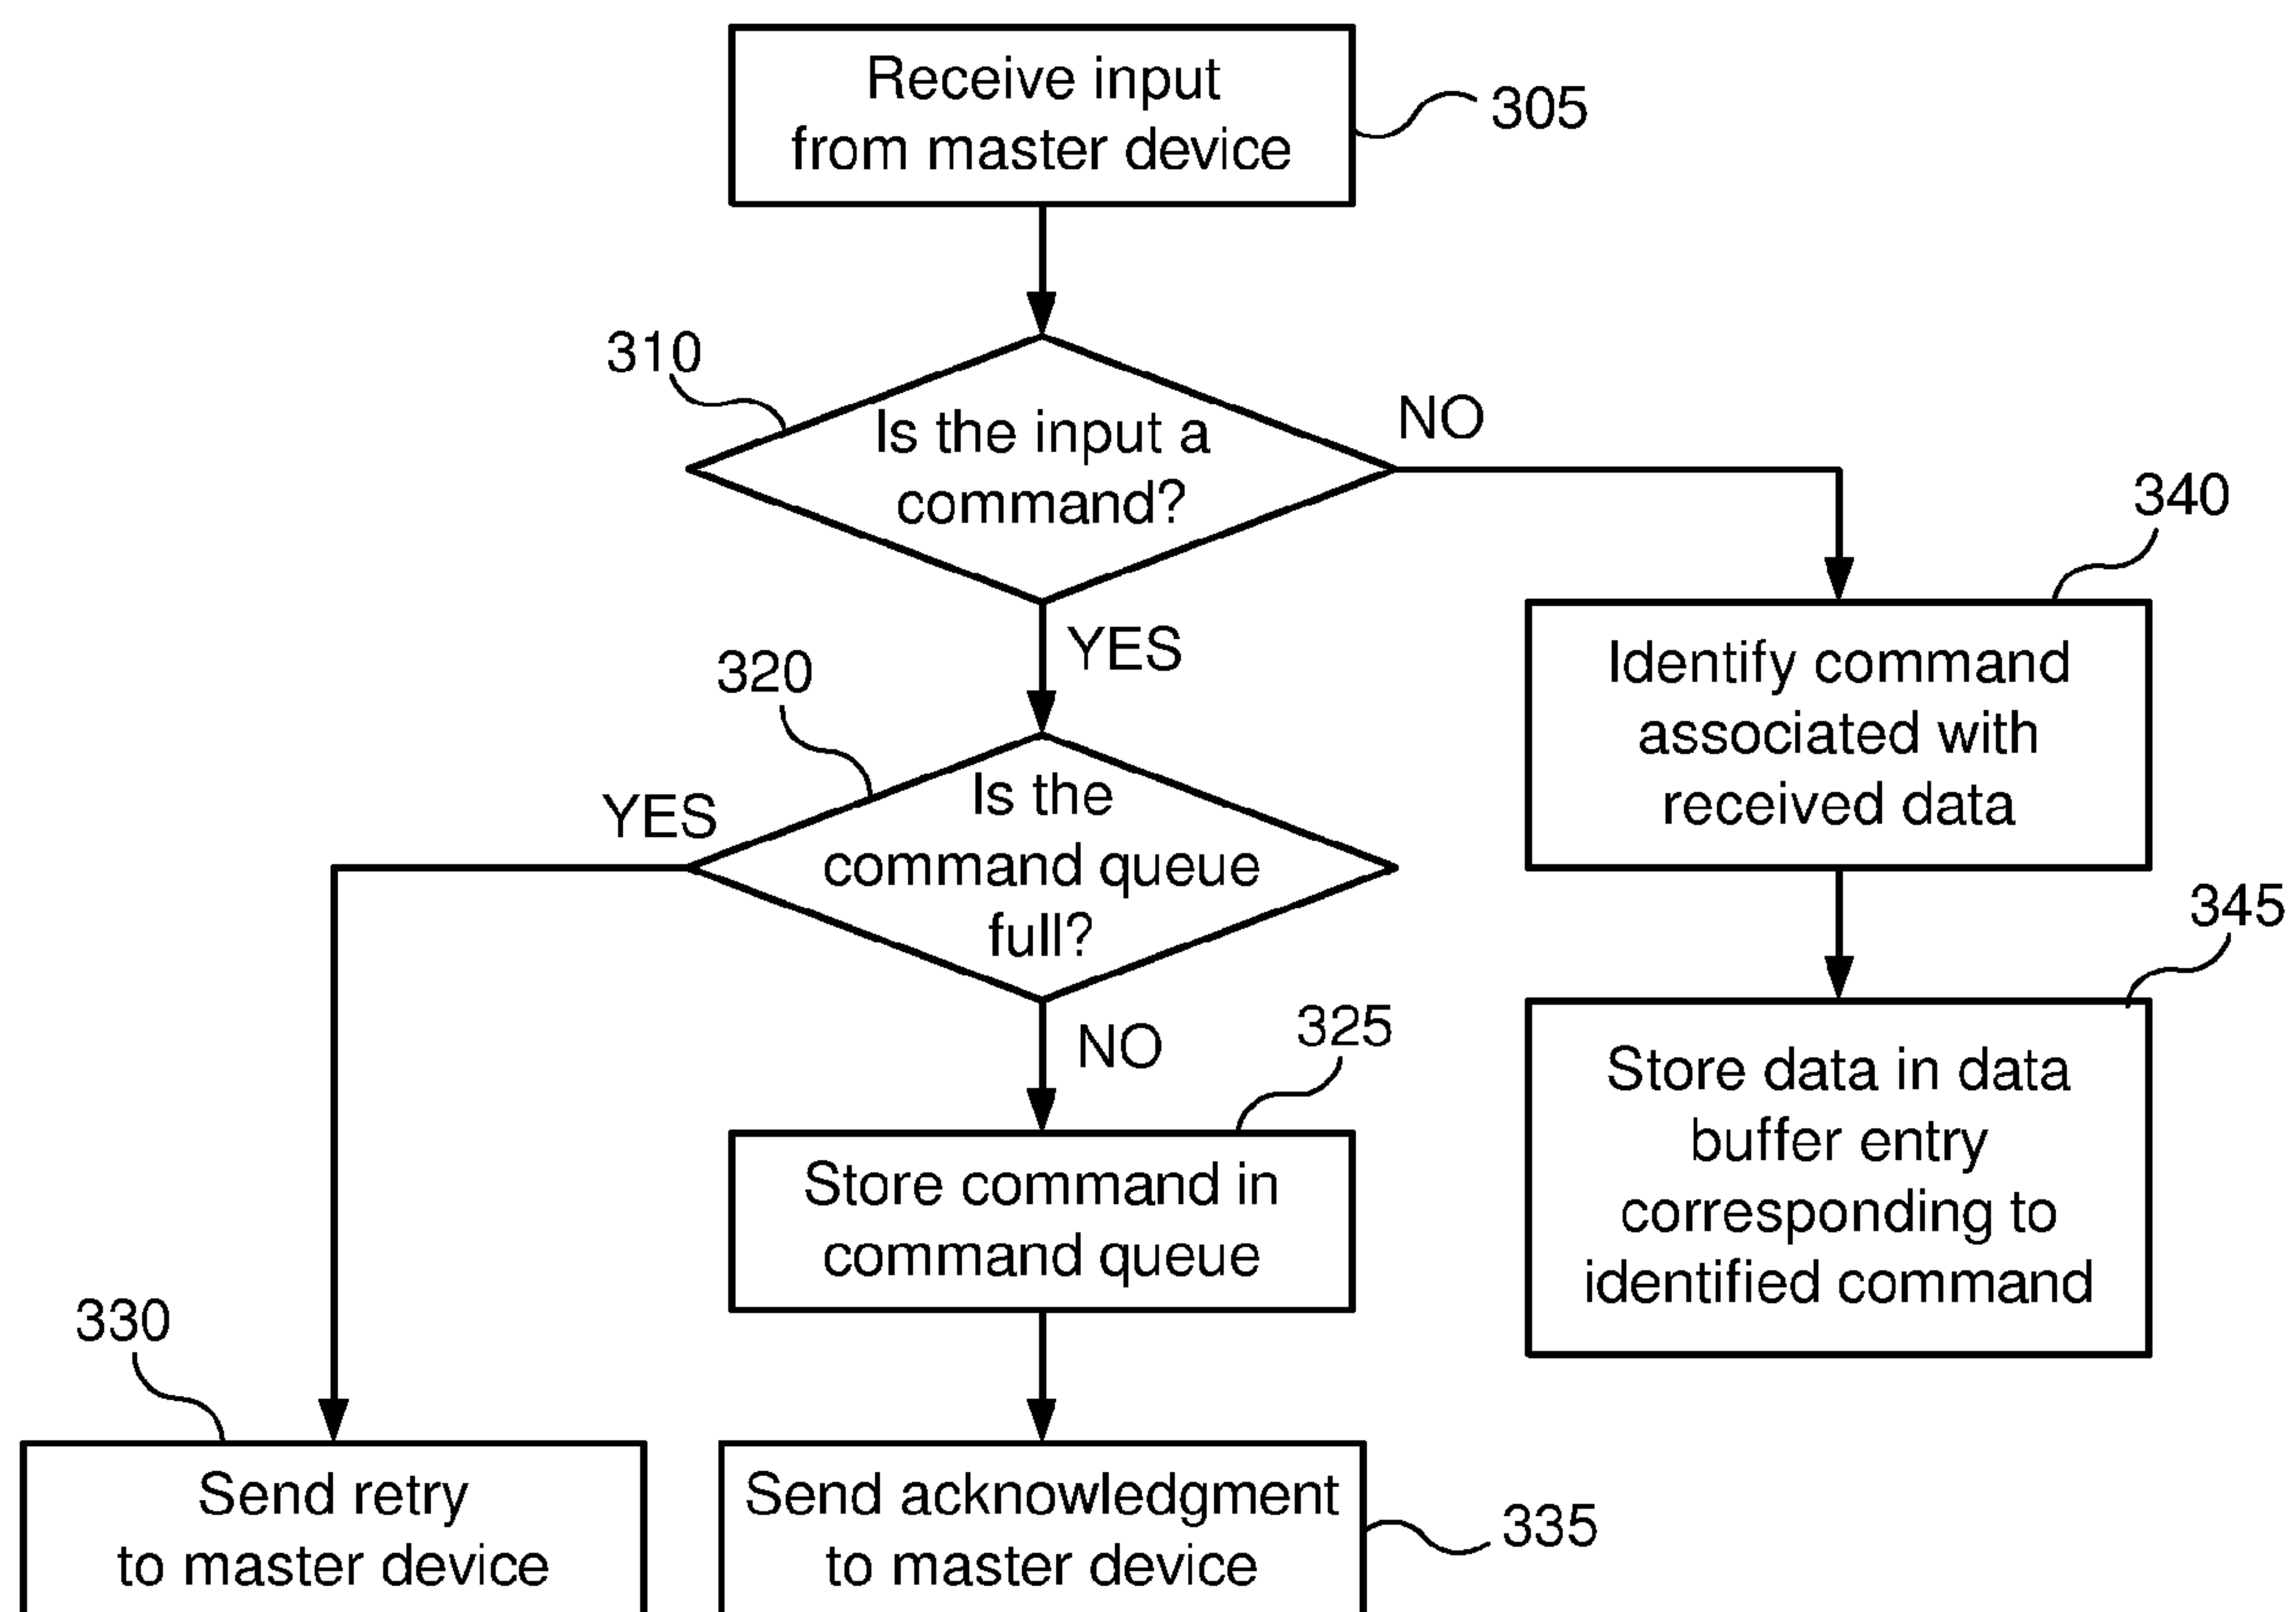 Receive input
from master device
305
310
Is the input a
command?
NO
YES
340
Identify command
associated with
received data
320
YES
Is the
command queue
full?
NO
345
Store data in data
buffer entry
corresponding to
identified command
325
Store command in
command queue
330
Send retry
to master device
Send acknowledgment
to master device
335